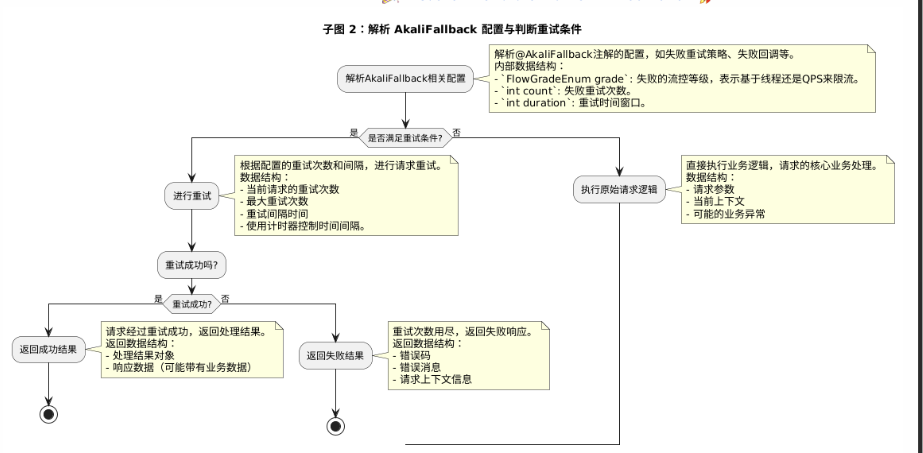 子图 2：解析 AkaliFallback 配置与判断重试条件
解析AkaliFallback相关配置
解析@AkaliFallback注解的配置，如失败重试策略、失败回调等。
内部数据结构：
- `FlowGradeEnum grade`: 失败的流控等级，表示基于线程还是QPS来限流。
- `int count`: 失败重试次数。
- `int duration`: 重试时间窗口。
是
是否满足重试条件?
否
进行重试
根据配置的重试次数和间隔，进行请求重试。
数据结构：
- 当前请求的重试次数
- 最大重试次数
- 重试间隔时间
- 使用计时器控制时间间隔。
执行原始请求逻辑
直接执行业务逻辑，请求的核心业务处理。
数据结构：
- 请求参数
- 当前上下文
- 可能的业务异常
重试成功吗?
是
重试成功?
否
返回成功结果
请求经过重试成功，返回处理结果。
返回数据结构：
- 处理结果对象
- 响应数据（可能带有业务数据）
返回失败结果
重试次数用尽，返回失败响应。
返回数据结构：
- 错误码
- 错误消息
- 请求上下文信息